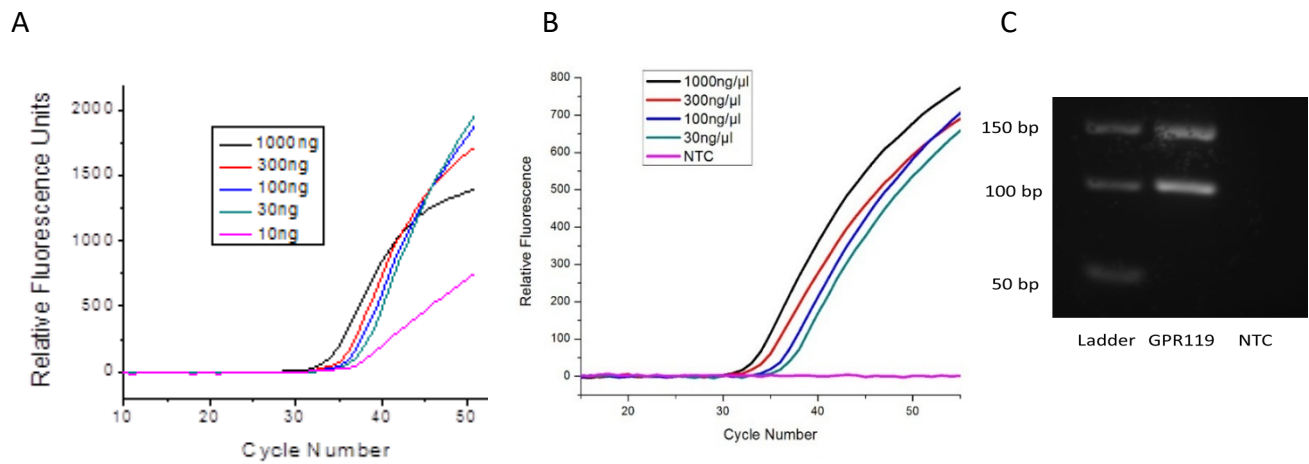 A
B
C
Relative Fluorescence Units
2000
1500
1000
500
0
1000ng
300ng
100ng
30ng
10ng
10
20
30
40
50
Cycle Number
Relative Fluorescence
800
700
600
500
400
300
200
100
0
1000ng/µl
300ng/µl
100ng/µl
30ng/µl
NTC
20
30
40
50
Cycle Number
150 bp
100 bp
50 bp
Ladder GPR119 NTC